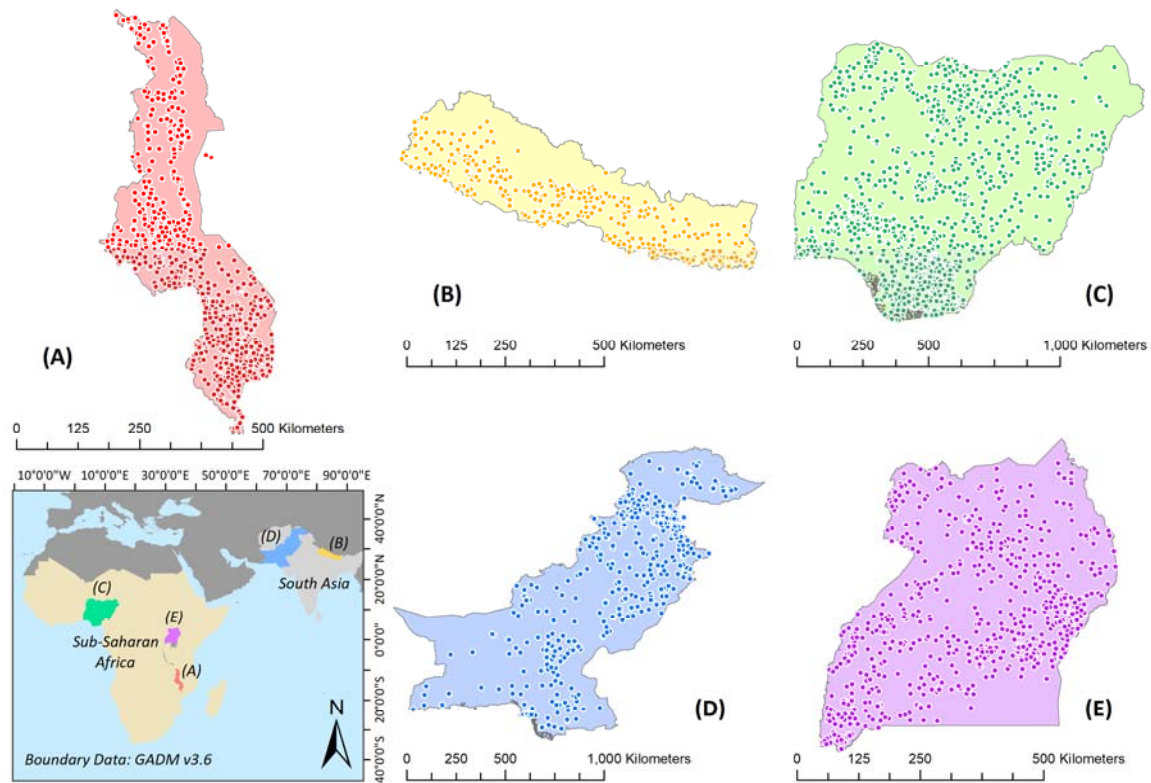 (A)
0 125 250 500 Kilometers
(B)
0 125 250 500 Kilometers
(C)
0 250 500 1,000 Kilometers
10°0'0"W 10°0'0"E 30°0'0"E 50°0'0"E 70°0'0"E 90°0'0"E
40°0'0"N
20°0'0"N
0°0'0"
20°0'0"S
40°0'0"S
(D)
(B)
South Asia
(C)
(E)
Sub-Saharan
Africa
(A)
N
Boundary Data: GADM v3.6
(D)
0 250 500 1,000 Kilometers
(E)
0 125 250 500 Kilometers